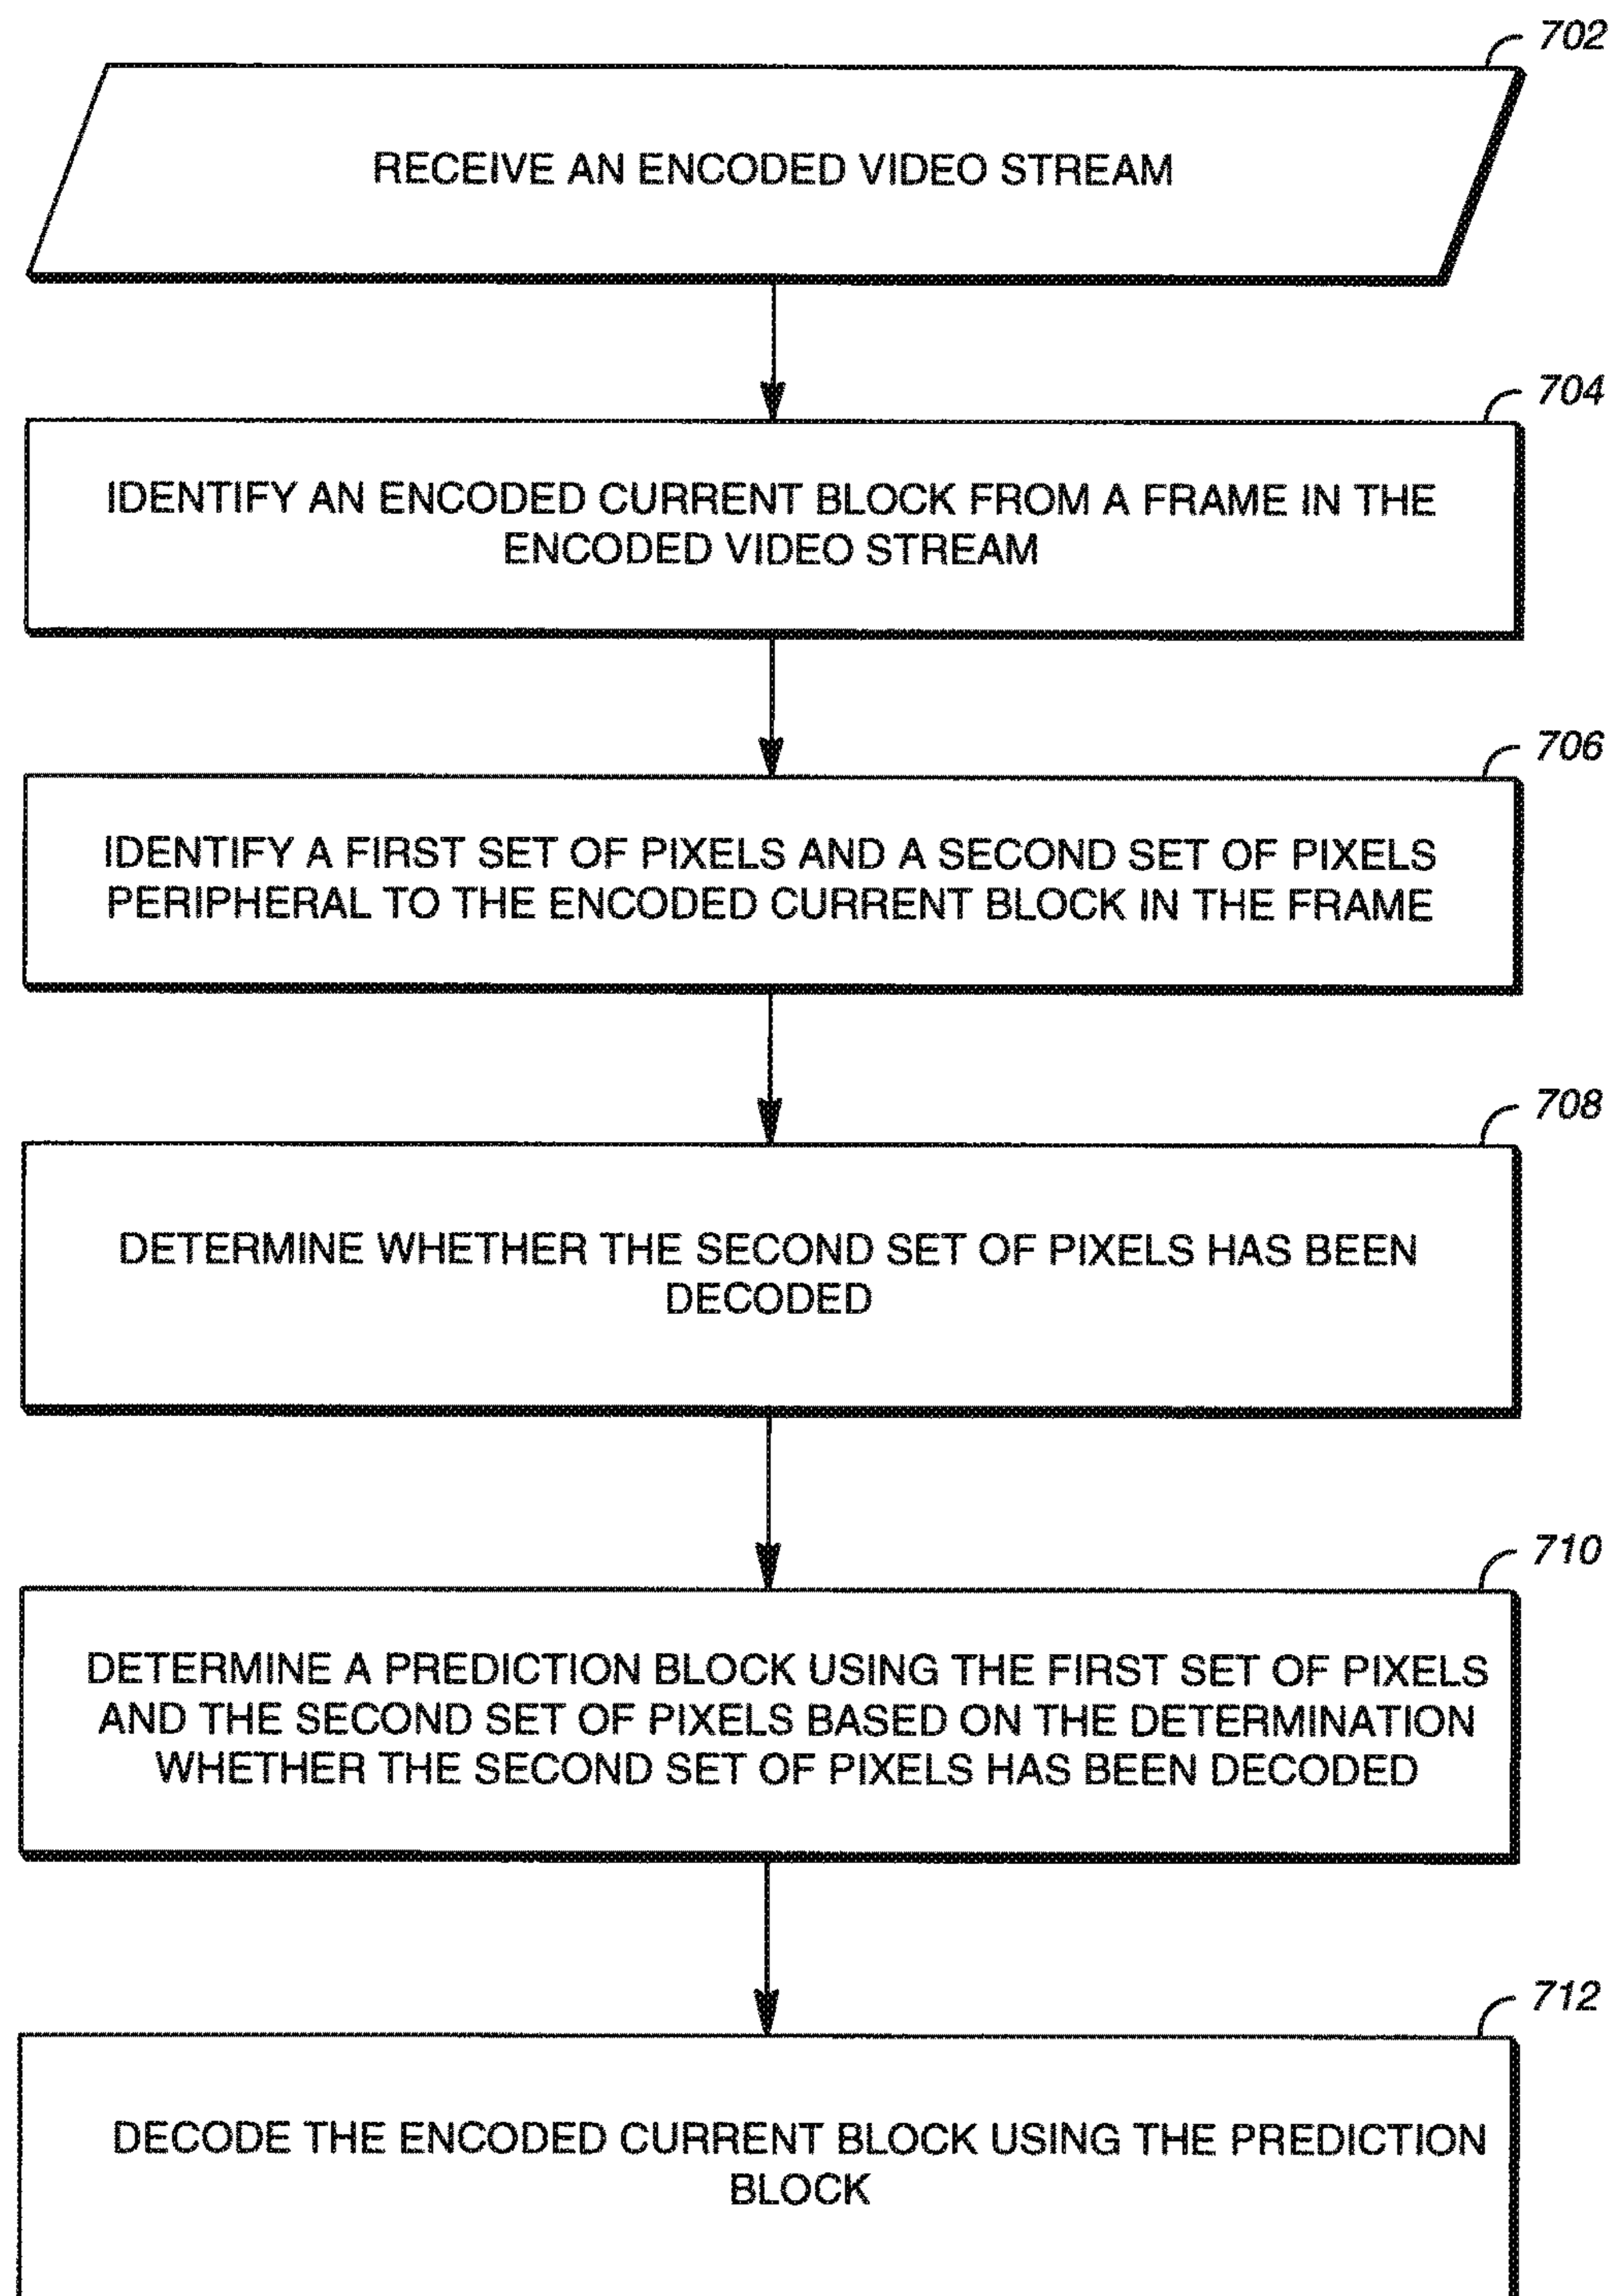 702
RECEIVE AN ENCODED VIDEO STREAM
704
IDENTIFY AN ENCODED CURRENT BLOCK FROM A FRAME IN THE
ENCODED VIDEO STREAM
706
IDENTIFY A FIRST SET OF PIXELS AND A SECOND SET OF PIXELS
PERIPHERAL TO THE ENCODED CURRENT BLOCK IN THE FRAME
708
DETERMINE WHETHER THE SECOND SET OF PIXELS HAS BEEN
DECODED
710
DETERMINE A PREDICTION BLOCK USING THE FIRST SET OF PIXELS
AND THE SECOND SET OF PIXELS BASED ON THE DETERMINATION
WHETHER THE SECOND SET OF PIXELS HAS BEEN DECODED
712
DECODE THE ENCODED CURRENT BLOCK USING THE PREDICTION
BLOCK